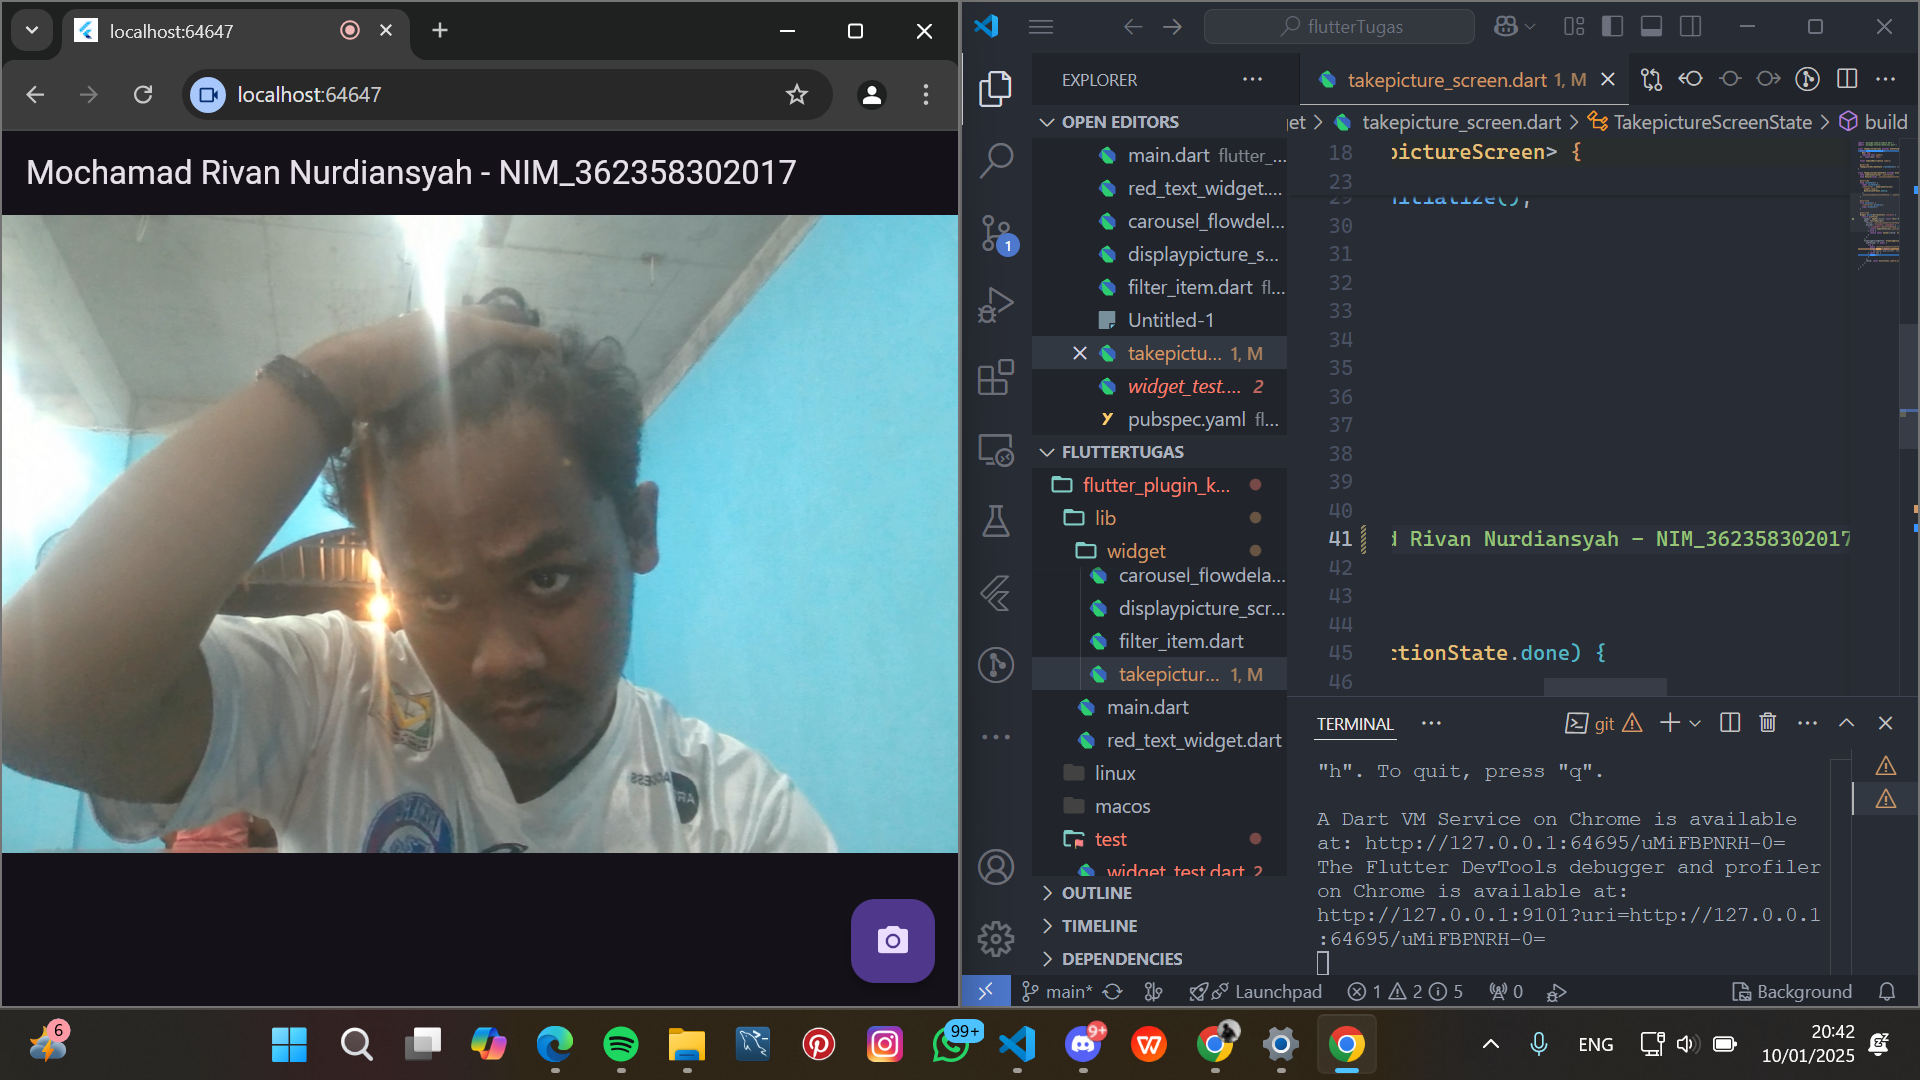 localhost:64647
localhost:64647
Mochamad Rivan Nurdiansyah - NIM_362358302017
flutterTugas
EXPLORER
OPEN EDITORS
main.dart flutter_...
red_text_widget....
carousel_flowdel...
displaypicture_s...
filter_item.dart fl...
Untitled-1
takepictu... 1, M
widget_test.... 2
pubspec.yaml fl...
FLUTTERTUGAS
flutter_plugin_k...
lib
widget
carousel_flowdela...
displaypicture_scr...
filter_item.dart
takepictur... 1, M
main.dart
red_text_widget.dart
linux
macos
test
widget_test.dart 2
OUTLINE
TIMELINE
DEPENDENCIES
1
takepicture_screen.dart 1, M
et > takepicture_screen.dart > TakepictureScreenState > build
18 pictureScreen> {
23
29 nitialize();
30
31
32
33
34
35
36
37
38
39
40
41 d Rivan Nurdiansyah - NIM_362358302017
42
43
44
45 ctionState.done) {
46
TERMINAL
git
"h". To quit, press "q".
A Dart VM Service on Chrome is available
at: http://127.0.0.1:64695/uMiFBPNRH-0=
The Flutter DevTools debugger and profiler
on Chrome is available at:
http://127.0.0.1:9101?uri=http://127.0.0.1
:64695/uMiFBPNRH-0=
main* Launchpad 1 2 5 0 Background
6
99+
9+
ENG
20:42
10/01/2025